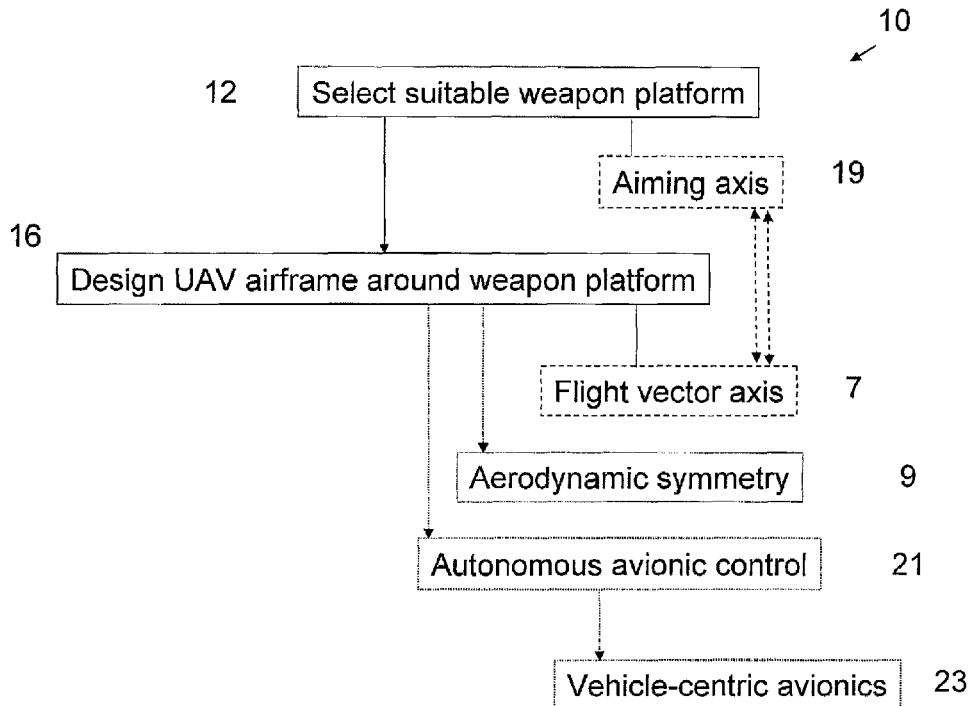 10
12
Select suitable weapon platform
Aiming axis
19
16
Design UAV airframe around weapon platform
Flight vector axis
7
Aerodynamic symmetry
9
Autonomous avionic control
21
Vehicle-centric avionics
23